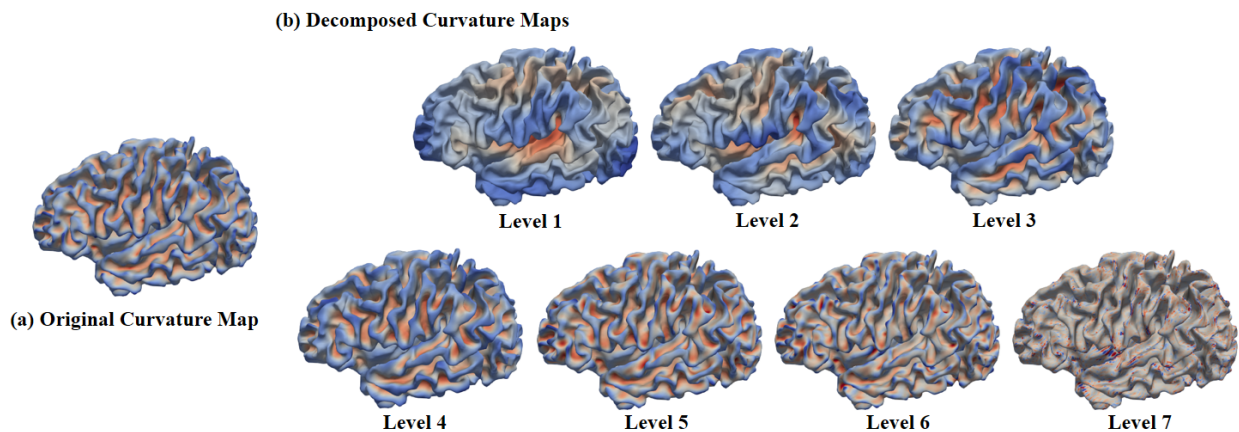 (b) Decomposed Curvature Maps
Level 1
Level 2
Level 3
(a) Original Curvature Map
Level 4
Level 5
Level 6
Level 7